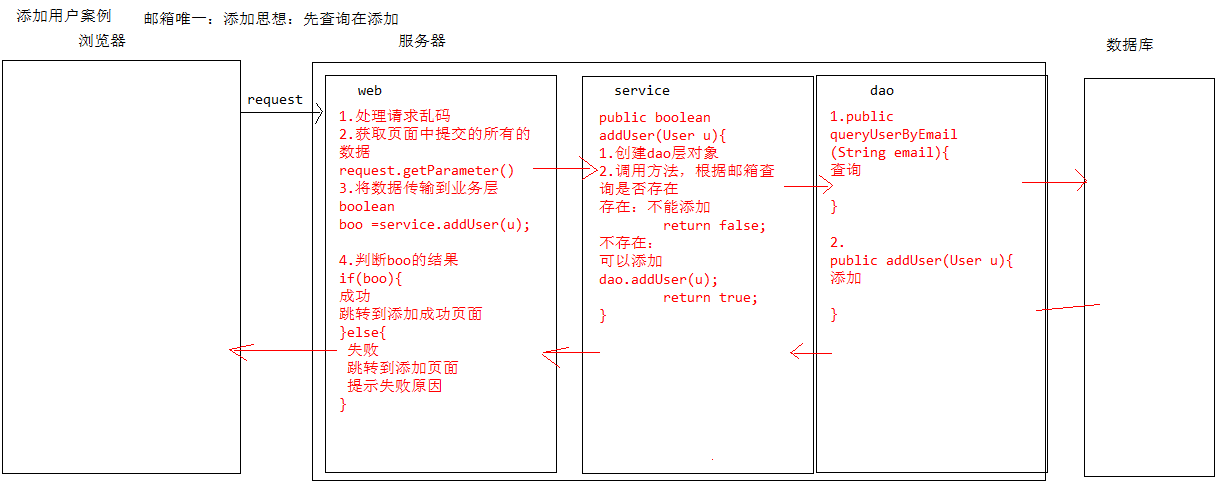 添加用户案例
邮箱唯一：添加思想：先查询在添加
浏览器
服务器
数据库
request
web
1.处理请求乱码
2.获取页面中提交的所有的
数据
request.getParameter()
3.将数据传输到业务层
boolean
boo =service.addUser(u);
4.判断boo的结果
if(boo){
成功
跳转到添加成功页面
}else{
失败
跳转到添加页面
提示失败原因
}
service
public boolean
addUser(User u){
1.创建dao层对象
2.调用方法，根据邮箱查
询是否存在
存在：不能添加
return false;
不存在：
可以添加
dao.addUser(u);
return true;
}
dao
1.public
queryUserByEmail
(String email){
查询
}
2.
public addUser(User u){
添加
}